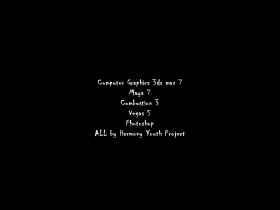 Computer Graphics 3ds max 7
Maya 7
Combustion 3
Vegas 5
Photoshop
ALL by Harmony Youth Project